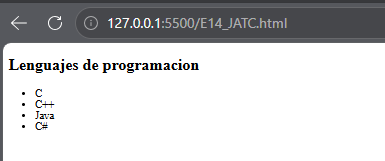 127.0.0.1:5500/E14_JATC.html
Lenguajes de programacion
C
C++
Java
C#